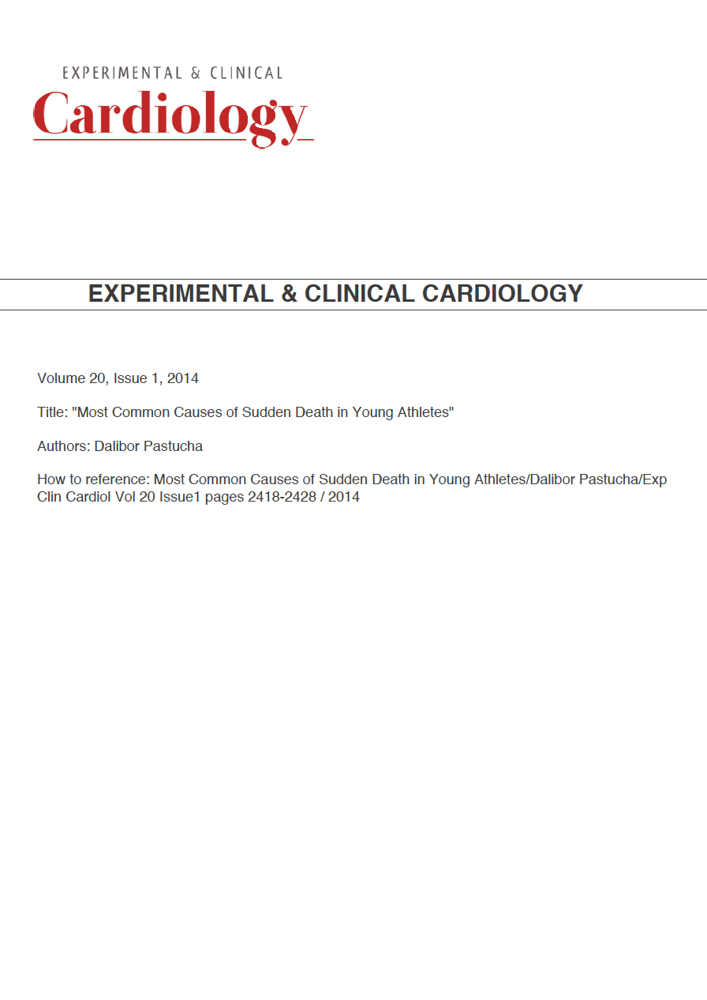 EXPERIMENTAL & CLINICAL
Cardiology
EXPERIMENTAL & CLINICAL CARDIOLOGY
Volume 20, Issue 1, 2014
Title: "Most Common Causes of Sudden Death in Young Athletes"
Authors: Dalibor Pastucha
How to reference: Most Common Causes of Sudden Death in Young Athletes/Dalibor Pastucha/Exp
Clin Cardiol Vol 20 Issue1 pages 2418-2428 / 2014